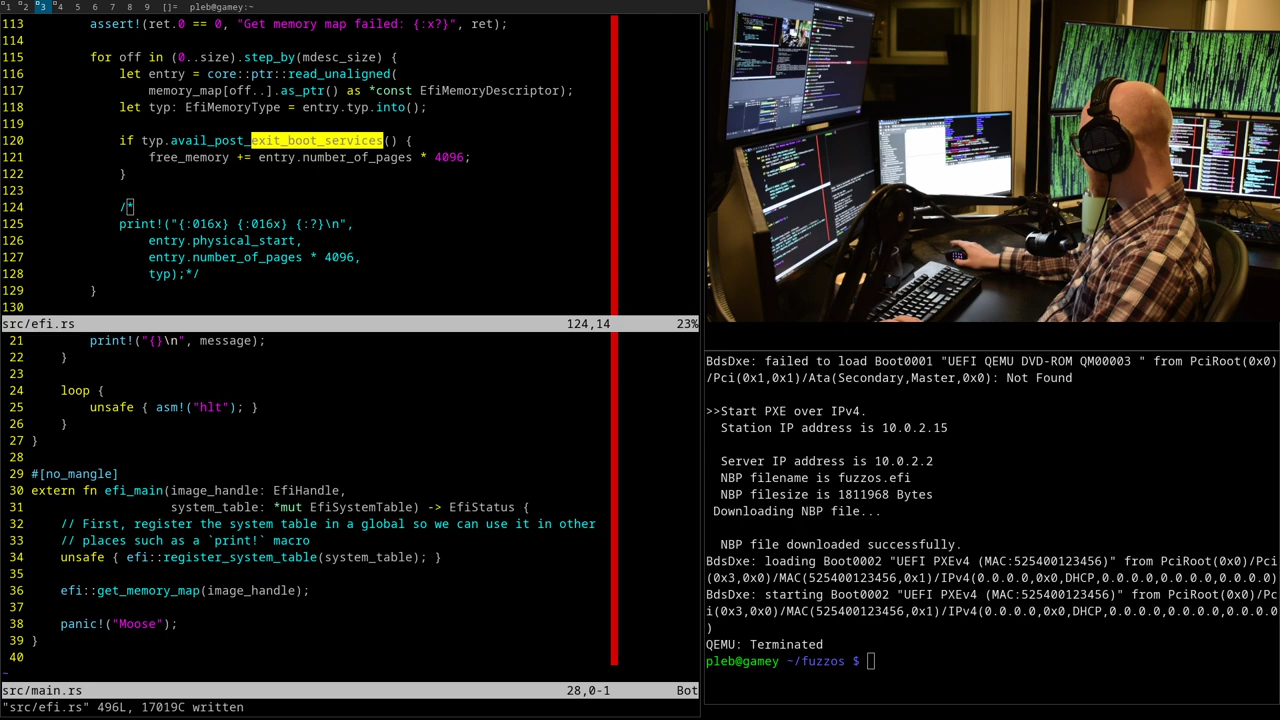 1 2 3 4 5 6 7 8 9 []= pleb@gamey:~
113 assert!(ret.0 == 0, "Get memory map failed: {:x?}", ret);
114
115 for off in (0..size).step_by(mdesc_size) {
116 let entry = core::ptr::read_unaligned(
117 memory_map[off..].as_ptr() as *const EfiMemoryDescriptor);
118 let typ: EfiMemoryType = entry.typ.into();
119
120 if typ.avail_post_exit_boot_services() {
121 free_memory += entry.number_of_pages * 4096;
122 }
123
124 /*
125 print!("{:016x} {:016x} {:?}\n",
126 entry.physical_start,
127 entry.number_of_pages * 4096,
128 typ);*/
129 }
130
src/efi.rs 124,14 23%
21 print!("{}\n", message);
22 }
23
24 loop {
25 unsafe { asm!("hlt"); }
26 }
27 }
28
29 #[no_mangle]
30 extern fn efi_main(image_handle: EfiHandle,
31 system_table: *mut EfiSystemTable) -> EfiStatus {
32 // First, register the system table in a global so we can use it in other
33 // places such as a `print!` macro
34 unsafe { efi::register_system_table(system_table); }
35
36 efi::get_memory_map(image_handle);
37
38 panic!("Moose");
39 }
40
~
src/main.rs 28,0-1 Bot
"src/efi.rs" 496L, 17019C written
BdsDxe: failed to load Boot0001 "UEFI QEMU DVD-ROM QM00003 " from PciRoot(0x0)
/Pci(0x1,0x1)/Ata(Secondary,Master,0x0): Not Found
>>Start PXE over IPv4.
Station IP address is 10.0.2.15
Server IP address is 10.0.2.2
NBP filename is fuzzos.efi
NBP filesize is 1811968 Bytes
Downloading NBP file...
NBP file downloaded successfully.
BdsDxe: loading Boot0002 "UEFI PXEv4 (MAC:525400123456)" from PciRoot(0x0)/Pci
(0x3,0x0)/MAC(525400123456,0x1)/IPv4(0.0.0.0,0x0,DHCP,0.0.0.0,0.0.0.0,0.0.0.0)
BdsDxe: starting Boot0002 "UEFI PXEv4 (MAC:525400123456)" from PciRoot(0x0)/Pc
i(0x3,0x0)/MAC(525400123456,0x1)/IPv4(0.0.0.0,0x0,DHCP,0.0.0.0,0.0.0.0,0.0.0.0
)
QEMU: Terminated
pleb@gamey ~/fuzzos $